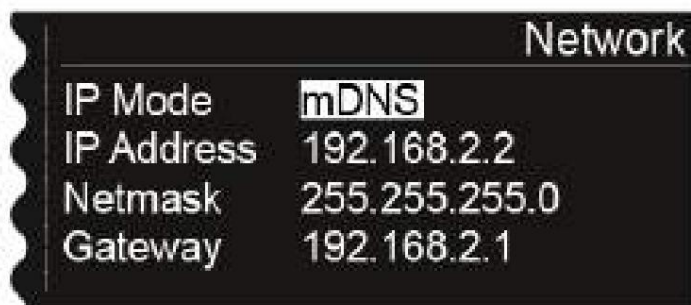 Network
IP Mode mDNS
IP Address 192.168.2.2
Netmask 255.255.255.0
Gateway 192.168.2.1